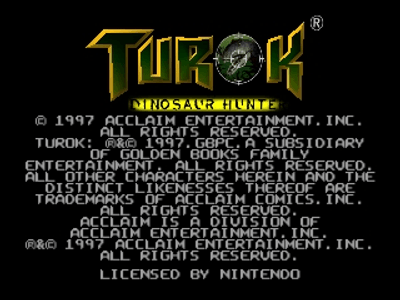 TUROK®
DINOSAUR HUNTER
© 1997 ACCLAIM ENTERTAINMENT.INC.
ALL RIGHTS RESERVED.
TUROK: ®&© 1997.GBPC.A SUBSIDIARY
OF GOLDEN BOOKS FAMILY
ENTERTAINMENT. ALL RIGHTS RESERVED.
ALL OTHER CHARACTERS HEREIN AND THE
DISTINCT LIKENESSES THEREOF ARE
TRADEMARKS OF ACCLAIM COMICS.INC.
ALL RIGHTS RESERVED.
ACCLAIM IS A DIVISION OF
ACCLAIM ENTERTAINMENT.INC.
®&© 1997 ACCLAIM ENTERTAINMENT.INC.
ALL RIGHTS RESERVED.
LICENSED BY NINTENDO